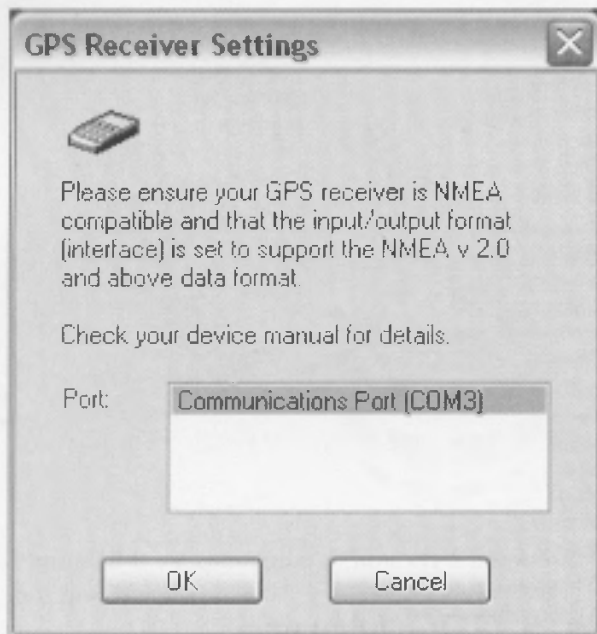 GPS Receiver Settings
Please ensure your GPS receiver is NMEA
compatible and that the input/output format
(interface) is set to support the NMEA v 2.0
and above data format.
Check your device manual for details.
Port: Communications Port (COM3)
OK Cancel